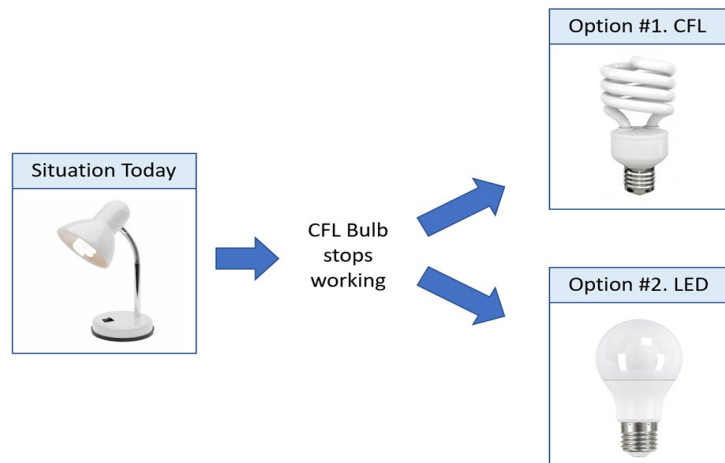 Situation Today
CFL Bulb
stops
working
Option #1. CFL
Option #2. LED